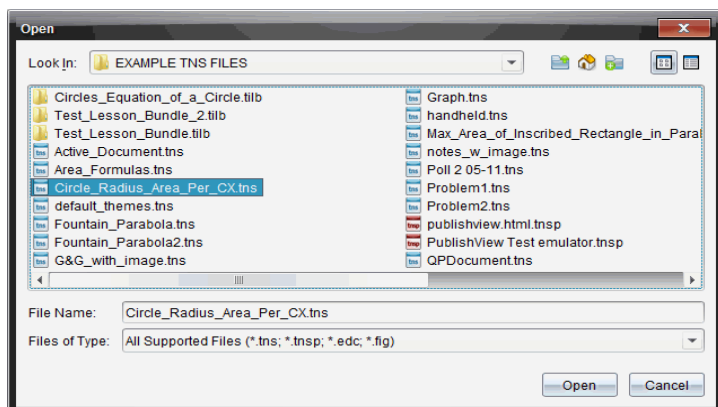 Open
Look In: EXAMPLE TNS FILES
Circles_Equation_of_a_Circle.tilb
Test_Lesson_Bundle_2.tilb
Test_Lesson_Bundle.tilb
Active_Document.tns
Area_Formulas.tns
Circle_Radius_Area_Per_CX.tns
default_themes.tns
Fountain_Parabola.tns
Fountain_Parabola2.tns
G&G_with_image.tns
Graph.tns
handheld.tns
Max_Area_of_Inscribed_Rectangle_in_Paral
notes_w_image.tns
Poll 2 05-11.tns
Problem1.tns
Problem2.tns
publishview.html.tnsp
PublishView Test emulator.tnsp
QPDocument.tns
File Name: Circle_Radius_Area_Per_CX.tns
Files of Type: All Supported Files (*.tns; *.tnsp; *.edc; *.fig)
Open Cancel